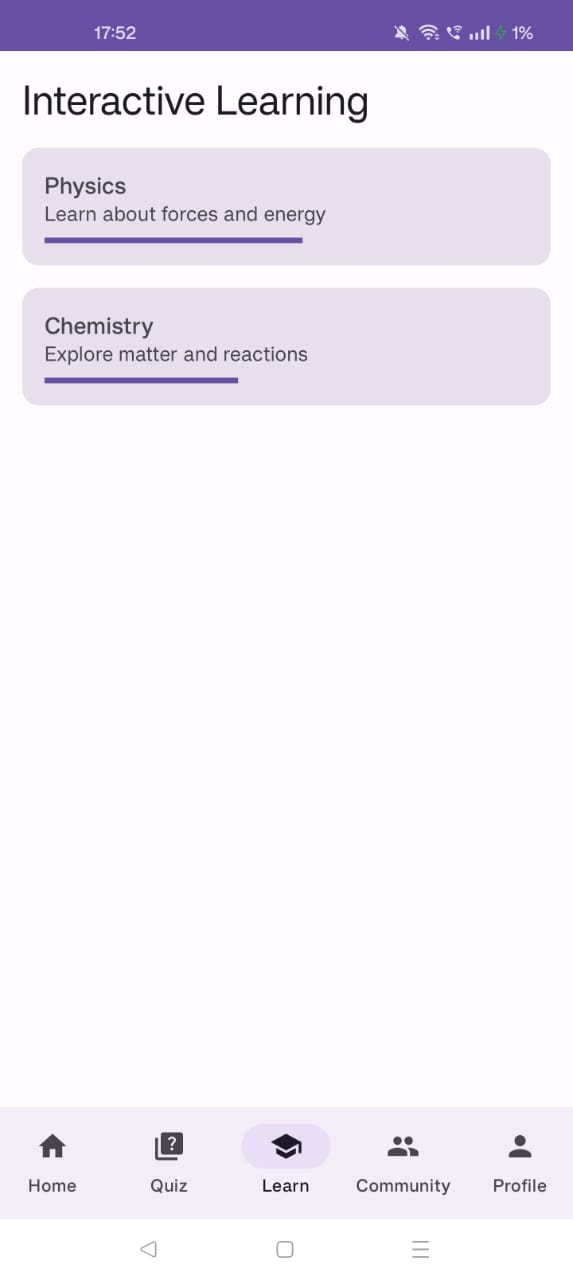 17:52
1%
Interactive Learning
Physics
Learn about forces and energy
Chemistry
Explore matter and reactions
Home
Quiz
Learn
Community
Profile